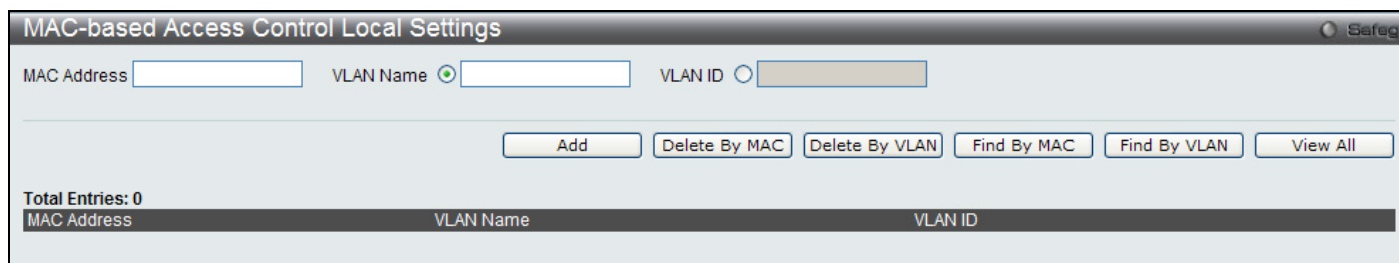 MAC-based Access Control Local Settings
MAC Address VLAN Name VLAN ID
Add Delete By MAC Delete By VLAN Find By MAC Find By VLAN View All
Total Entries: 0
MAC Address VLAN Name VLAN ID